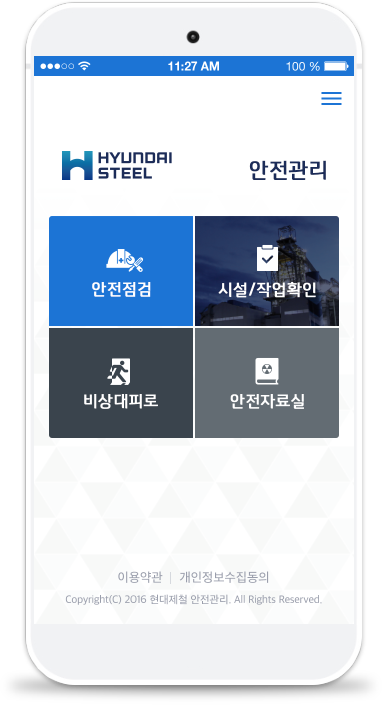 11:27 AM
100 %
HYUNDAI
STEEL
안전관리
안전점검
시설/작업확인
비상대피로
안전자료실
이용약관 | 개인정보수집동의
Copyright(C) 2016 현대제철 안전관리. All Rights Reserved.